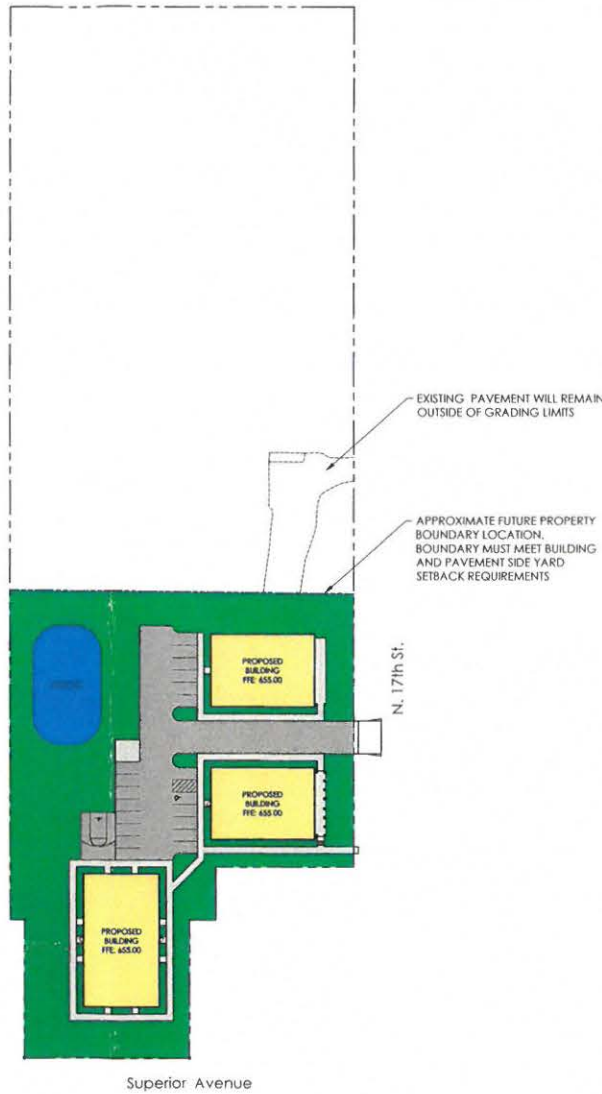 EXISTING PAVEMENT WILL REMAIN
OUTSIDE OF GRADING LIMITS
APPROXIMATE FUTURE PROPERTY
BOUNDARY LOCATION.
BOUNDARY MUST MEET BUILDING
AND PAVEMENT SIDE YARD
SETBACK REQUIREMENTS
PROPOSED
BUILDING
FFE: 655.00
N. 17th St.
PROPOSED
BUILDING
FFE: 655.00
PROPOSED
BUILDING
FFE: 655.00
Superior Avenue